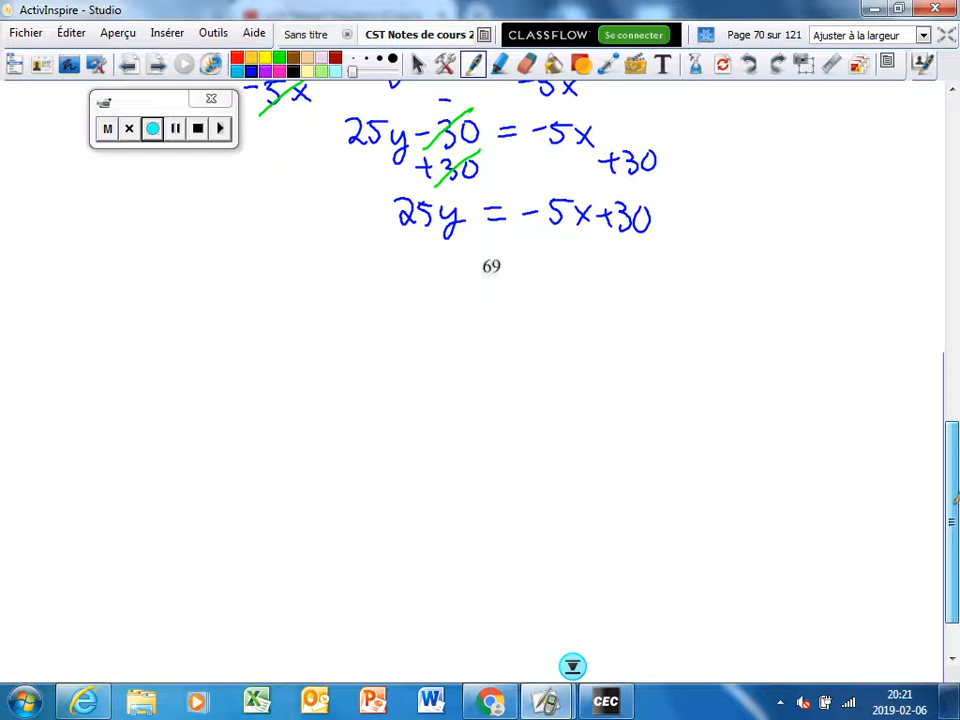 ActivInspire - Studio
Fichier Éditer Aperçu Insérer Outils Aide Sans titre CST Notes de cours 2 CLASSFLOW Se connecter Page 70 sur 121 Ajuster à la largeur
-5x -5x
M
25y - 30 = -5x
+30 +30
25y = -5x+30
69
CEC
20:21
2019-02-06